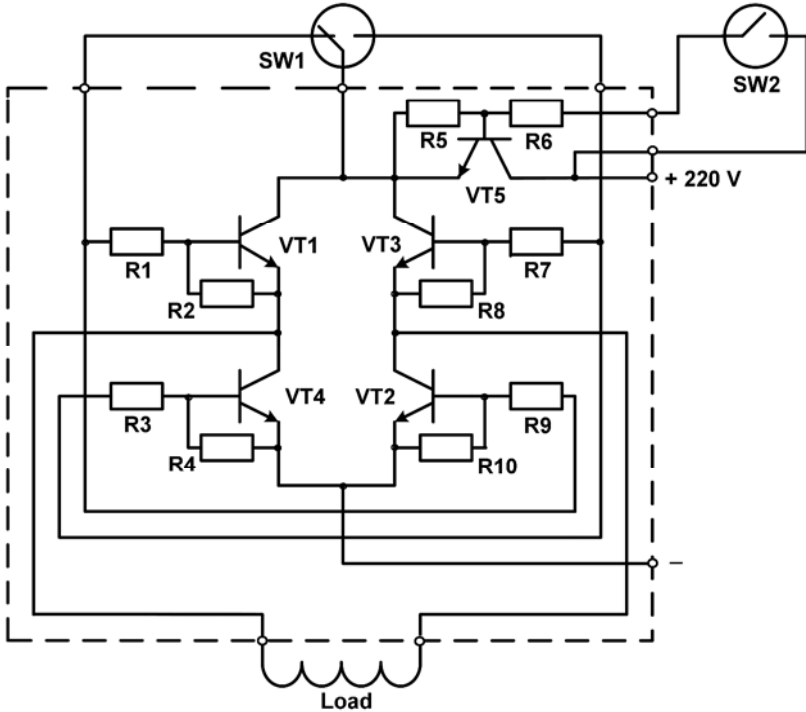 SW1
SW2
R5
R6
+ 220 V
VT5
VT1
VT3
R1
R7
R2
R8
VT4
VT2
R3
R9
R4
R10
–
Load